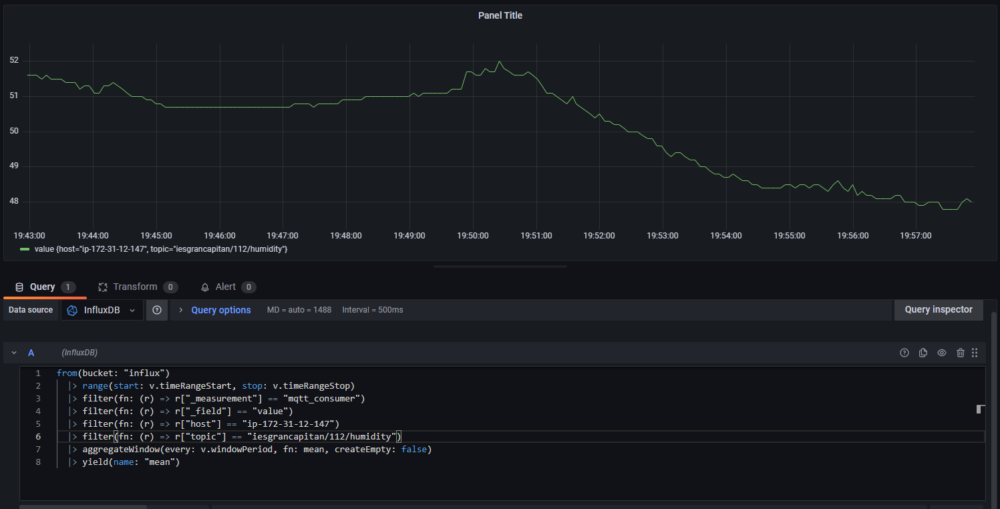 Panel Title
52
51
50
49
48
19:43:00 19:44:00 19:45:00 19:46:00 19:47:00 19:48:00 19:49:00 19:50:00 19:51:00 19:52:00 19:53:00 19:54:00 19:55:00 19:56:00 19:57:00
value {host="ip-172-31-12-147", topic="iesgrancapitan/112/humidity"}
Query 1 Transform 0 Alert 0
Data source InfluxDB Query options MD = auto = 1488 Interval = 500ms Query inspector
A (InfluxDB)
1 from(bucket: "influx")
2 |> range(start: v.timeRangeStart, stop: v.timeRangeStop)
3 |> filter(fn: (r) => r["_measurement"] == "mqtt_consumer")
4 |> filter(fn: (r) => r["_field"] == "value")
5 |> filter(fn: (r) => r["host"] == "ip-172-31-12-147")
6 |> filter(fn: (r) => r["topic"] == "iesgrancapitan/112/humidity")
7 |> aggregateWindow(every: v.windowPeriod, fn: mean, createEmpty: false)
8 |> yield(name: "mean")